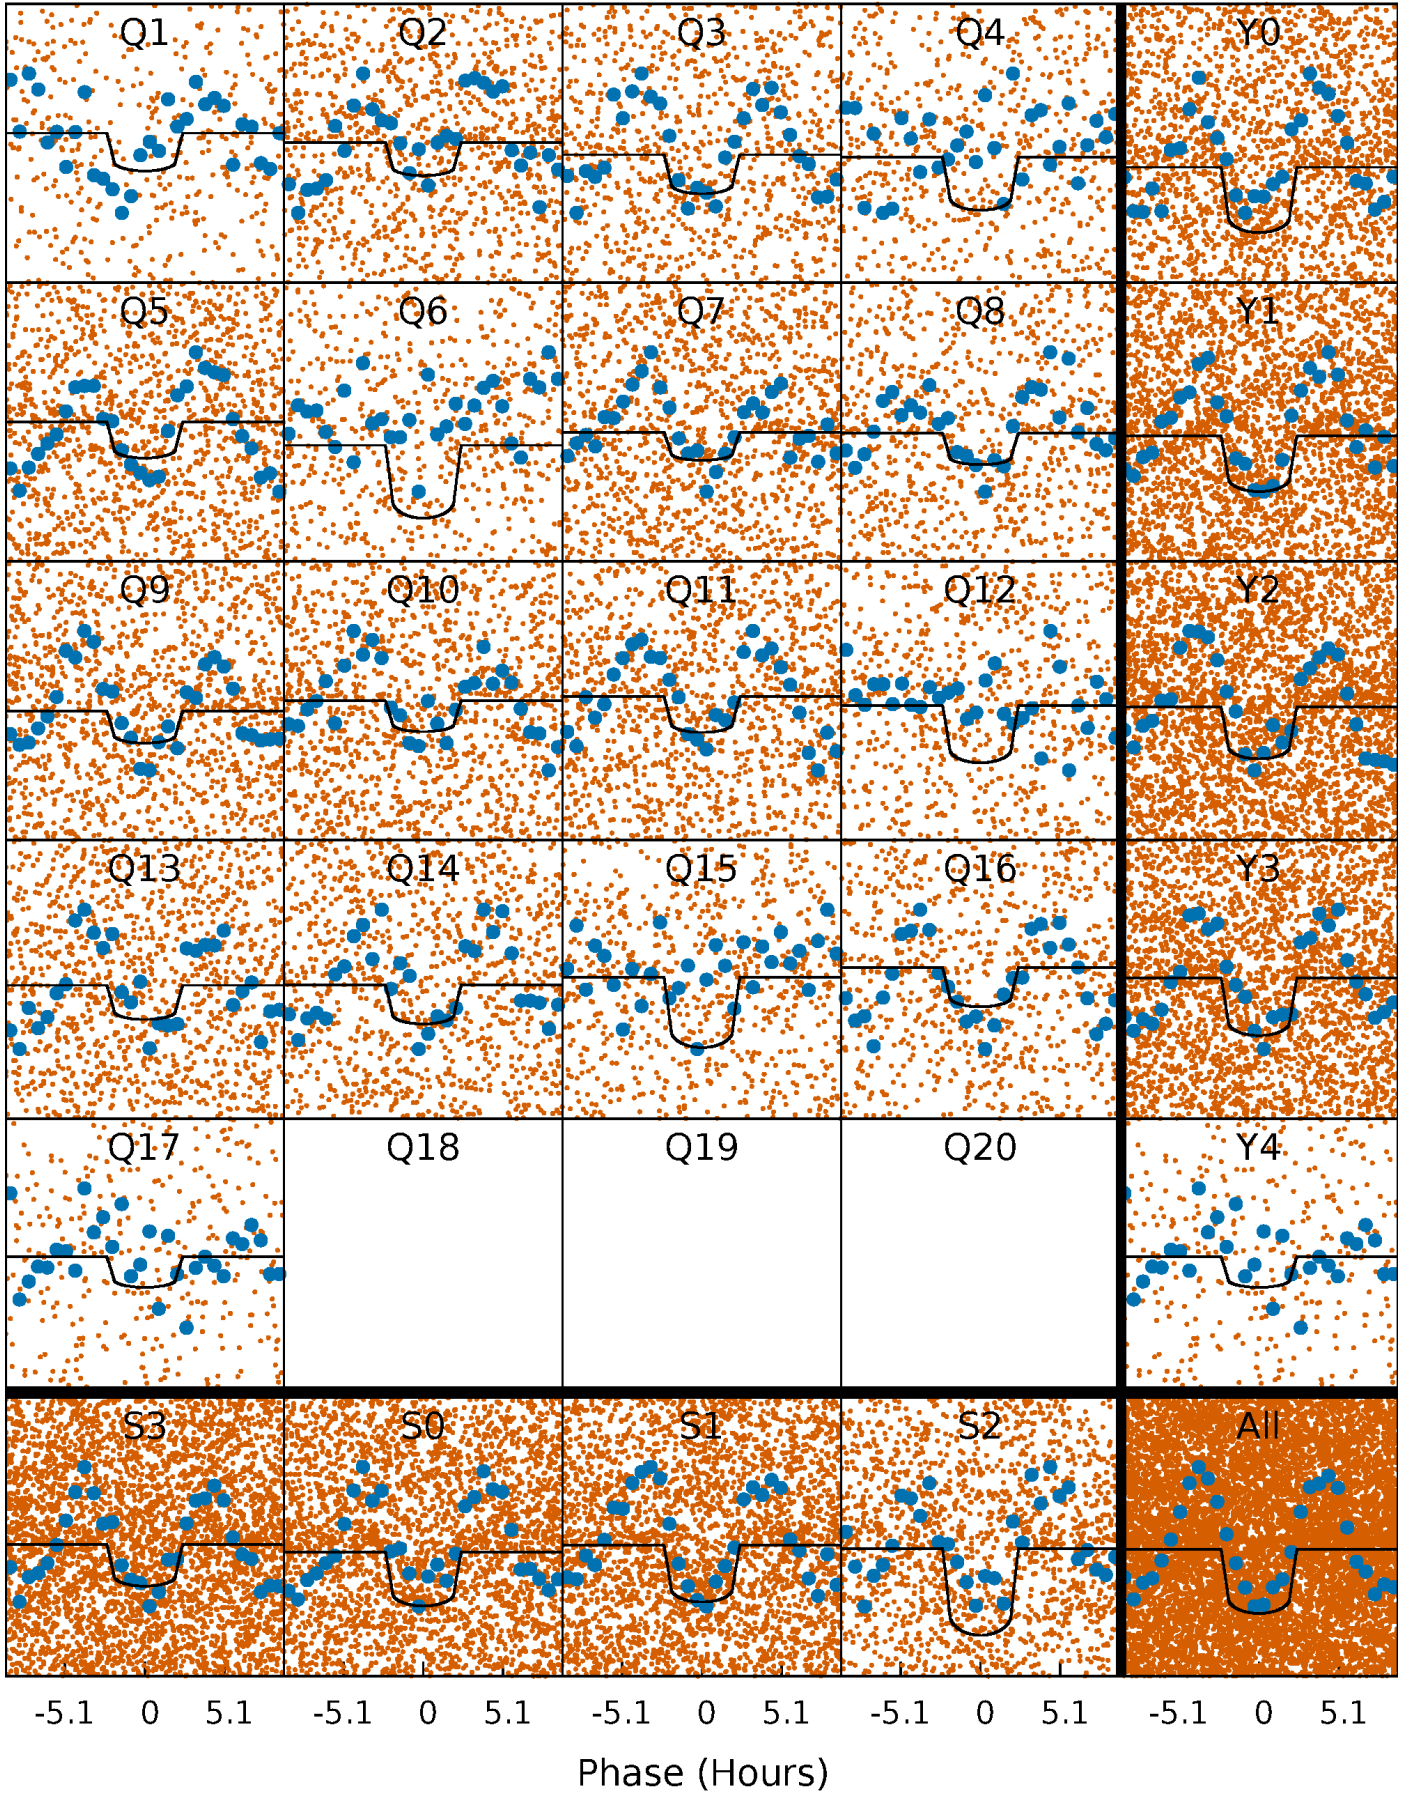 Q1 Q2 Q3 Q4 Y0
Q5 Q6 Q7 Q8 Y1
Q9 Q10 Q11 Q12 Y2
Q13 Q14 Q15 Q16 Y3
Q17 Q18 Q19 Q20 Y4
S3 S0 S1 S2 All
-5.1 0 5.1 -5.1 0 5.1 -5.1 0 5.1 -5.1 0 5.1 -5.1 0 5.1
Phase (Hours)